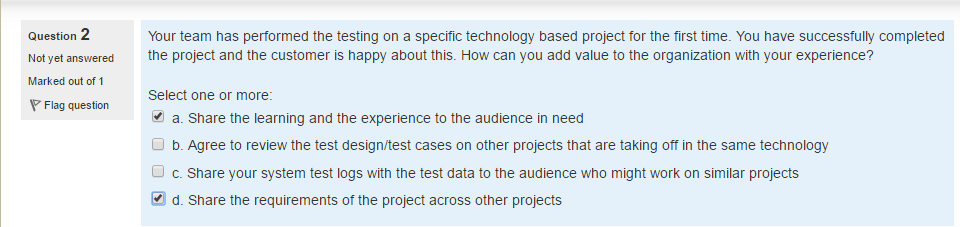 Question 2
Not yet answered
Marked out of 1
Flag question
Your team has performed the testing on a specific technology based project for the first time. You have successfully completed
the project and the customer is happy about this. How can you add value to the organization with your experience?
Select one or more:
a. Share the learning and the experience to the audience in need
b. Agree to review the test design/test cases on other projects that are taking off in the same technology
c. Share your system test logs with the test data to the audience who might work on similar projects
d. Share the requirements of the project across other projects